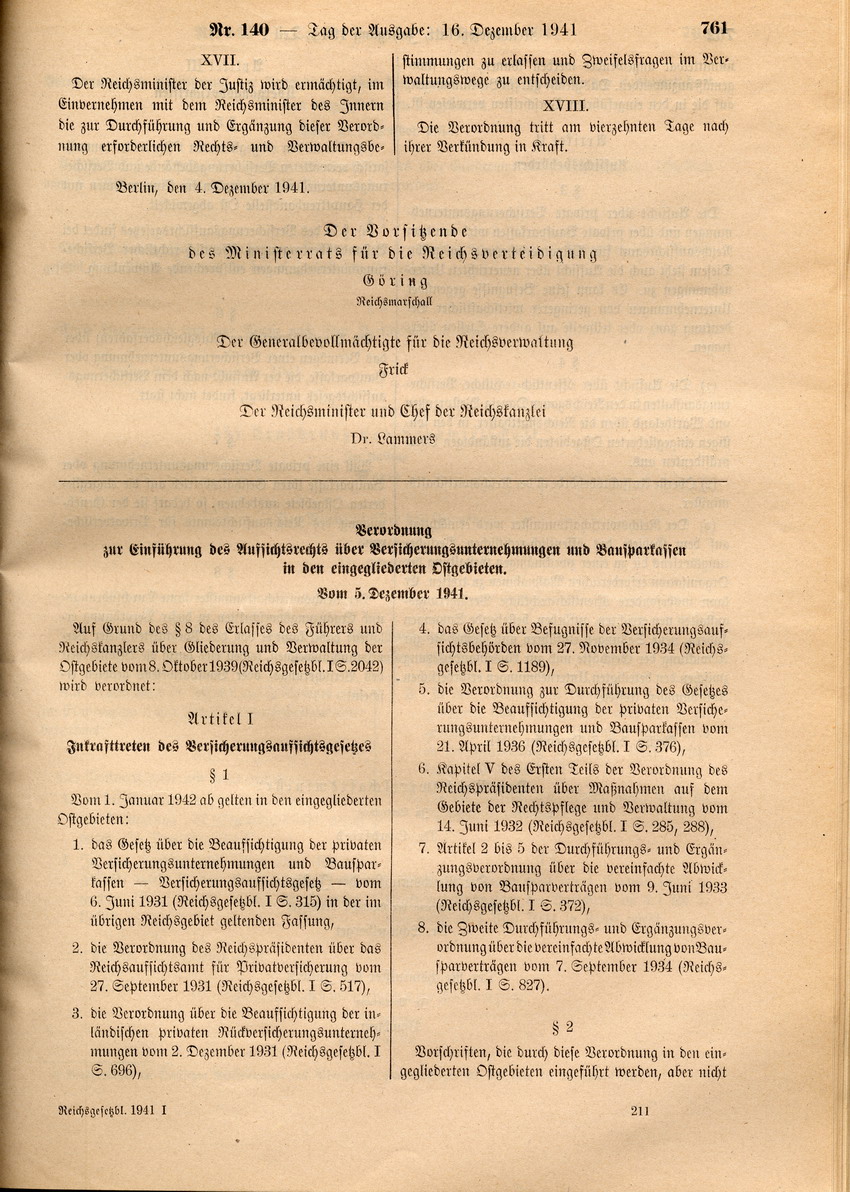 Nr. 140 — Tag der Ausgabe: 16. Dezember 1941 761
XVII.
Der Reichsminister der Justiz wird ermächtigt, im
Einvernehmen mit dem Reichsminister des Innern
die zur Durchführung und Ergänzung dieser Verord-
nung erforderlichen Rechts- und Verwaltungsbe-
stimmungen zu erlassen und Zweifelsfragen im Ver-
waltungswege zu entscheiden.
XVIII.
Die Verordnung tritt am vierzehnten Tage nach
ihrer Verkündung in Kraft.
Berlin, den 4. Dezember 1941.
Der Vorsitzende
des Ministerrats für die Reichsverteidigung
Göring
Reichsmarschall
Der Generalbevollmächtigte für die Reichsverwaltung
Frick
Der Reichsminister und Chef der Reichskanzlei
Dr. Lammers
Verordnung
zur Einführung des Aufsichtsrechts über Versicherungsunternehmungen und Bausparkassen
in den eingegliederten Ostgebieten.
Vom 5. Dezember 1941.
Auf Grund des § 8 des Erlasses des Führers und
Reichskanzlers über Gliederung und Verwaltung der
Ostgebiete vom 8. Oktober 1939 (Reichsgesetzbl. I S. 2042)
wird verordnet:
Artikel I
Inkrafttreten des Versicherungsaufsichtsgesetzes
§ 1
Vom 1. Januar 1942 ab gelten in den eingegliederten
Ostgebieten:
1. das Gesetz über die Beaufsichtigung der privaten
Versicherungsunternehmungen und Bauspar-
kassen — Versicherungsaufsichtsgesetz — vom
6. Juni 1931 (Reichsgesetzbl. I S. 315) in der im
übrigen Reichsgebiet geltenden Fassung,
2. die Verordnung des Reichspräsidenten über das
Reichsaufsichtsamt für Privatversicherung vom
27. September 1931 (Reichsgesetzbl. I S. 517),
3. die Verordnung über die Beaufsichtigung der in-
ländischen privaten Rückversicherungsunterneh-
mungen vom 2. Dezember 1931 (Reichsgesetzbl. I
S. 696),
4. das Gesetz über Befugnisse der Versicherungsauf-
sichtsbehörden vom 27. November 1934 (Reichs-
gesetzbl. I S. 1189),
5. die Verordnung zur Durchführung des Gesetzes
über die Beaufsichtigung der privaten Versiche-
rungsunternehmungen und Bausparkassen vom
21. April 1936 (Reichsgesetzbl. I S. 376),
6. Kapitel V des Ersten Teils der Verordnung des
Reichspräsidenten über Maßnahmen auf dem
Gebiete der Rechtspflege und Verwaltung vom
14. Juni 1932 (Reichsgesetzbl. I S. 285, 288),
7. Artikel 2 bis 5 der Durchführungs- und Ergän-
zungsverordnung über die vereinfachte Abwick-
lung von Bausparverträgen vom 9. Juni 1933
(Reichsgesetzbl. I S. 372),
8. die Zweite Durchführungs- und Ergänzungsver-
ordnung über die vereinfachte Abwicklung von Bau-
sparverträgen vom 7. September 1934 (Reichs-
gesetzbl. I S. 827).
§ 2
Vorschriften, die durch diese Verordnung in den ein-
gegliederten Ostgebieten eingeführt werden, aber nicht
Reichsgesetzbl. 1941 I 211